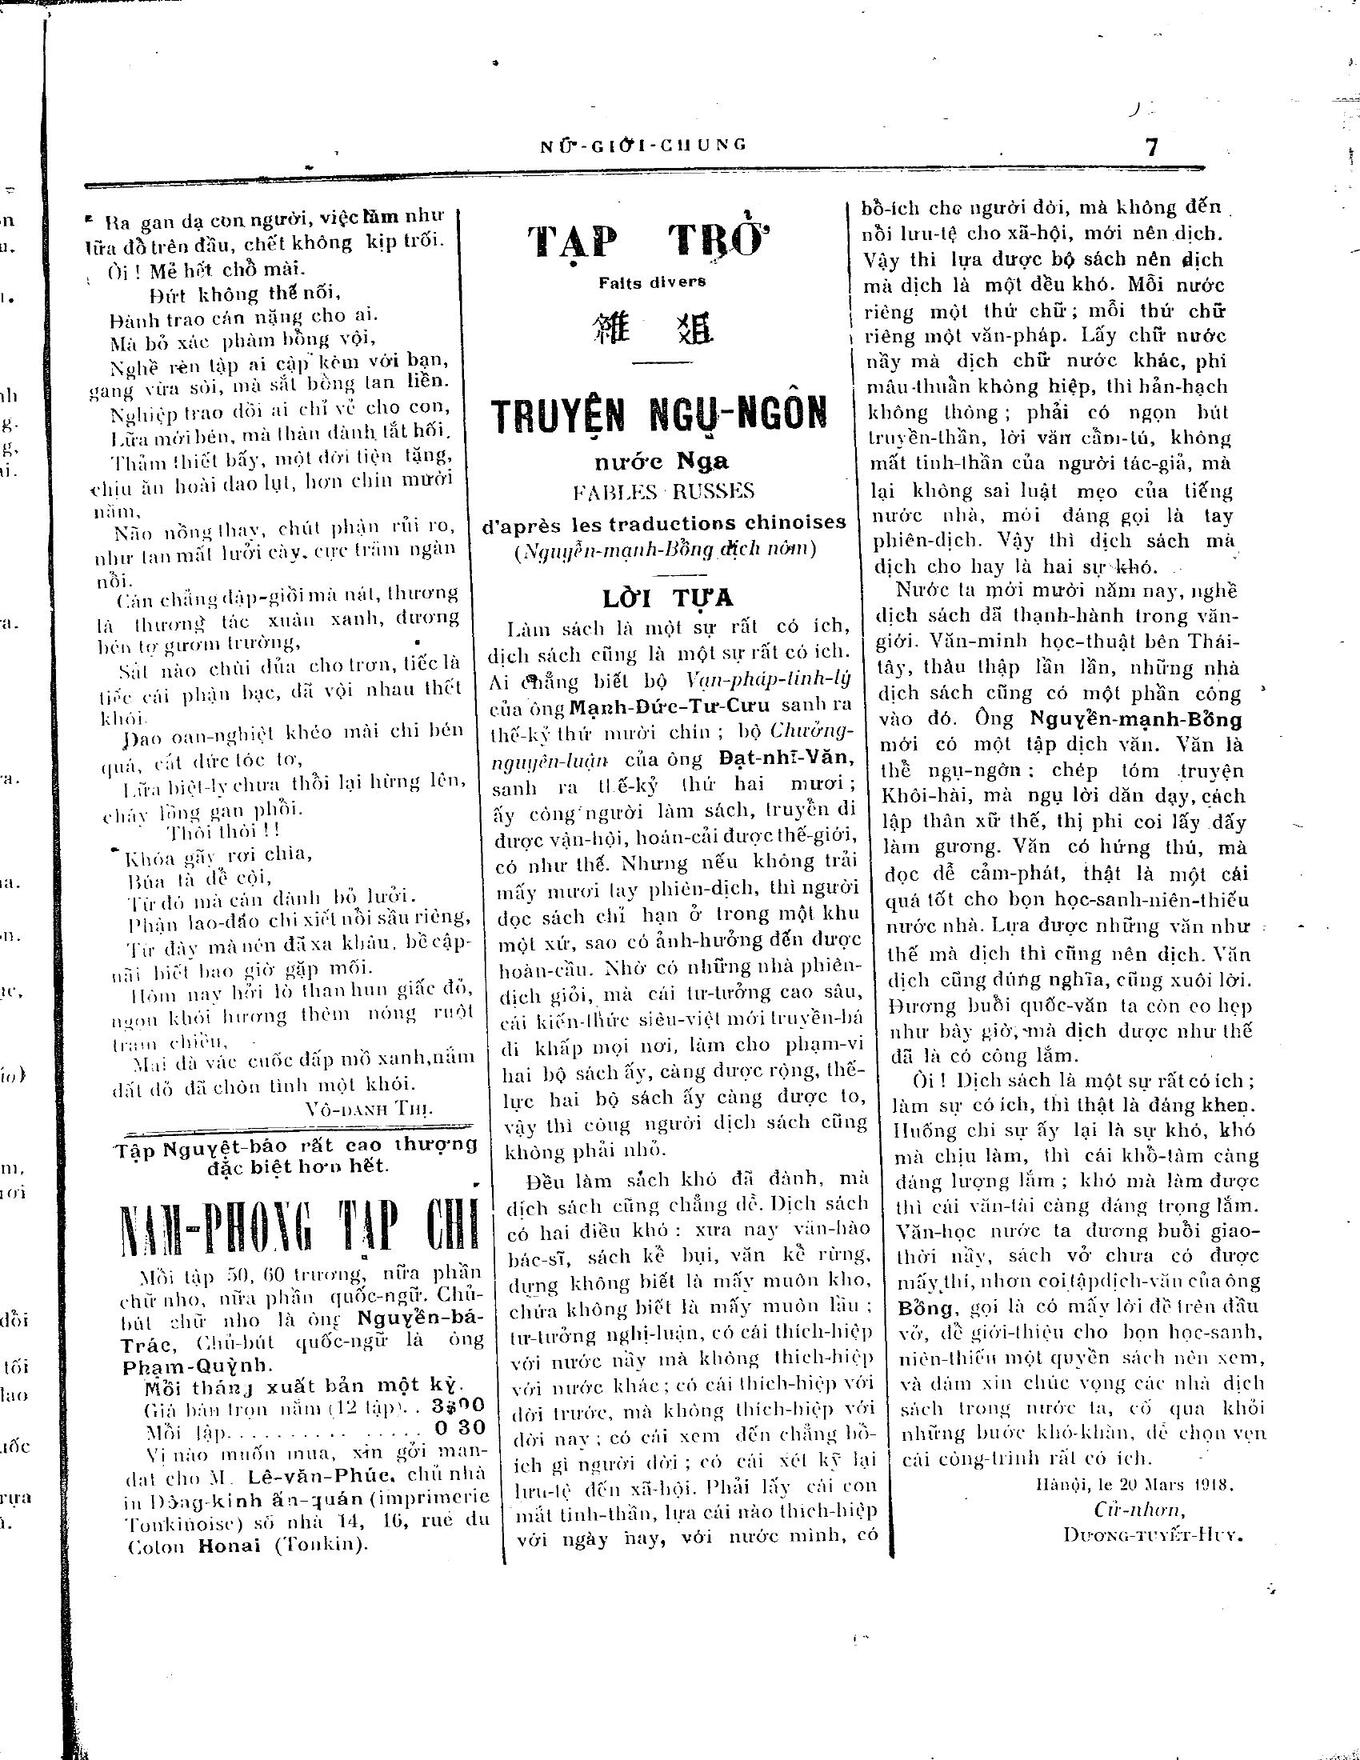 NỮ-GIỚI-CHUNG
7
Ra gan dạ con người, việc làm như
lữa đỏ trên đầu, chết không kịp trối.
Ôi ! Mẻ hết chổ mài.
Đứt không thể nối,
Đành trao cán nặng cho ai.
Mà bỏ xác phàm bổng vội,
Nghề rèn tập ai cập kèm với bạn,
gang vừa sôi, mà sắt bổng tan liền.
Nghiệp trao dồi ai chỉ vẻ cho con,
Lữa mới bén, mà than đành tắt hối.
Thảm thiết bấy, một đời tiện tặng,
chịu ăn hoài dao lụt, hơn chín mười
năm,
Não nồng thay, chút phận rủi ro,
như tan mất lưởi cày, cực trăm ngàn
nỗi.
Cán chẳng dập-giồi mà nát, thương
là thương tác xuân xanh, đương
bén tợ gươm trường,
Sắt nào chùi dủa cho trơn, tiếc là
tiếc cái phận bạc, đã vội nhau thết
khói.
Dao oan-nghiệt khéo mài chi bén
quá, cắt đức tóc tơ,
Lữa biệt-ly chưa thổi lại hừng lên,
cháy lòng gan phổi.
Thôi thôi ! !
Khóa gãy rơi chìa,
Búa tà đề cội,
Từ đó mà cán đành bỏ lưởi.
Phận lao-đao chi xiết nỗi sầu riêng,
Từ đây mà nén đã xa khâu, bề cập-
nãi biết bao giờ gặp mối.
Hôm nay hởi lò than hun giấc đỏ,
ngọn khói hương thêm nóng ruột
trăm chiều,
Mai dà vác cuốc đấp mồ xanh, nắm
đất đỏ đã chôn tình một khối.
VÔ-DANH THỊ.
Tập Nguyệt-báo rất cao thượng
đặc biệt hơn hết.
NAM-PHONG TẠP CHÍ
Mỗi tập 50, 60 trương, nữa phần
chữ nho, nữa phần quốc-ngữ. Chủ-
bút chữ nho là ông Nguyễn-bá-
Trác, Chủ-bút quốc-ngữ là ông
Phạm-Quỳnh.
Mỗi tháng xuất bản một kỳ.
Giá bán trọn năm (12 tập). . 3$00
Mỗi tập. . . . . . . . . . . . . . . 0 30
Vị nào muốn mua, xin gởi man-
dat cho M. Lê-văn-Phúc, chủ nhà
in Đông-kinh ấn-quán (imprimerie
Tonkinoise) số nhà 14, 16, rue du
Coton Honai (Tonkin).
TẠP TRỞ
Faits divers
雜 俎
TRUYỆN NGỤ-NGÔN
nước Nga
FABLES RUSSES
d'après les traductions chinoises
(Nguyễn-mạnh-Bổng dịch nôm)
LỜI TỰA
Làm sách là một sự rất có ích,
dịch sách cũng là một sự rất có ích.
Ai chẳng biết bộ Vạn-pháp-tinh-lý
của ông Mạnh-Đức-Tư-Cưu sanh ra
thế-kỷ thứ mười chín ; bộ Chưởng-
nguyên-luận của ông Đạt-nhĩ-Văn,
sanh ra thế-kỷ thứ hai mươi ;
ấy công người làm sách, truyền đi
được vận-hội, hoán-cải được thế-giới,
có như thế. Nhưng nếu không trải
mấy mươi tay phiên-dịch, thì người
đọc sách chỉ hạn ở trong một khu
một xứ, sao có ảnh-hưởng đến được
hoàn-cầu. Nhờ có những nhà phiên-
dịch giỏi, mà cái tư-tưởng cao sâu,
cái kiến-thức siêu-việt mới truyền-bá
đi khấp mọi nơi, làm cho phạm-vi
hai bộ sách ấy, càng được rộng, thế-
lực hai bộ sách ấy càng được to,
vậy thì công người dịch sách cũng
không phải nhỏ.
Đều làm sách khó đã đành, mà
dịch sách cũng chẳng dễ. Dịch sách
có hai điều khó : xưa nay văn-hào
bác-sĩ, sách kể bụi, văn kể rừng,
dựng không biết là mấy muôn kho,
chứa không biết là mấy muôn lầu ;
tư-tưởng nghị-luận, có cái thích-hiệp
với nước nầy mà không thích-hiệp
với nước khác ; có cái thích-hiệp với
đời trước, mà không thích-hiệp với
đời nay ; có cái xem đến chẳng bổ-
ích gì người đời ; có cái xét kỹ lại
lưu-tệ đến xã-hội. Phải lấy cái con
mắt tinh-thần, lựa cái nào thích-hiệp
với ngày nay, với nước mình, có
bổ-ích cho người đời, mà không đến
nỗi lưu-tệ cho xã-hội, mới nên dịch.
Vậy thì lựa được bộ sách nên dịch
mà dịch là một đều khó. Mỗi nước
riêng một thứ chữ ; mỗi thứ chữ
riêng một văn-pháp. Lấy chữ nước
nầy mà dịch chữ nước khác, phi
mâu-thuẫn không hiệp, thì hản-hạch
không thông ; phải có ngọn bút
truyền-thần, lời văn cẩm-tú, không
mất tinh-thần của người tác-giả, mà
lại không sai luật mẹo của tiếng
nước nhà, mới đáng gọi là tay
phiên-dịch. Vậy thì dịch sách mà
dịch cho hay là hai sự khó.
Nước ta mới mười năm nay, nghề
dịch sách đã thạnh-hành trong văn-
giới. Văn-minh học-thuật bên Thái-
tây, thâu thập lần lần, những nhà
dịch sách cũng có một phần công
vào đó. Ông Nguyễn-mạnh-Bổng
mới có một tập dịch văn. Văn là
thể ngụ-ngôn ; chép tóm truyện
Khôi-hài, mà ngụ lời dăn dạy, cách
lập thân xữ thế, thị phi coi lấy đấy
làm gương. Văn có hứng thú, mà
đọc dễ cảm-phát, thật là một cái
quá tốt cho bọn học-sanh-niên-thiếu
nước nhà. Lựa được những văn như
thế mà dịch thì cũng nên dịch. Văn
dịch cũng đúng nghĩa, cũng xuôi lời.
Đương buổi quốc-văn ta còn eo hẹp
như bây giờ, mà dịch được như thế
đã là có công lắm.
Ôi ! Dịch sách là một sự rất có ích ;
làm sự có ích, thì thật là đáng khen.
Huống chi sự ấy lại là sự khó, khó
mà chịu làm, thì cái khổ-tâm càng
đáng lượng lắm ; khó mà làm được
thì cái văn-tài càng đáng trọng lắm.
Văn-học nước ta đương buổi giao-
thời nầy, sách vở chưa có được
mấy thí, nhơn coi tập dịch-văn của ông
Bổng, gọi là có mấy lời đề trên đầu
vở, để giới-thiệu cho bọn học-sanh,
niên-thiếu một quyển sách nên xem,
và dám xin chúc vọng các nhà dịch
sách trong nước ta, cố qua khỏi
những bước khó-khăn, để chọn vẹn
cái công-trình rất có ích.
Hànội, le 20 Mars 1918.
Cử-nhơn,
DƯƠNG-TUYẾT-HUY.